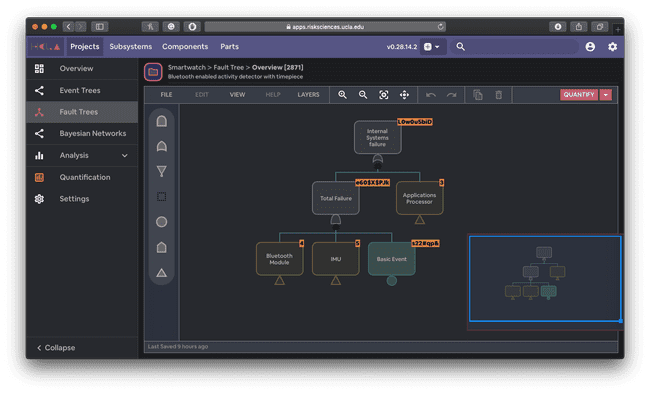 apps.risksciences.ucla.edu
Projects
Subsystems
Components
Parts
v0.28.14.2
Overview
Event Trees
Fault Trees
Bayesian Networks
Analysis
Quantification
Settings
Collapse
Smartwatch > Fault Tree > Overview [2871]
Bluetooth enabled activity detector with timepiece
FILE
EDIT
VIEW
HELP
LAYERS
QUANTIFY
Internal
Systems
failure
Total Failure
3
Applications
Processor
4
Bluetooth
Module
5
IMU
Basic Event
Last Saved 9 hours ago